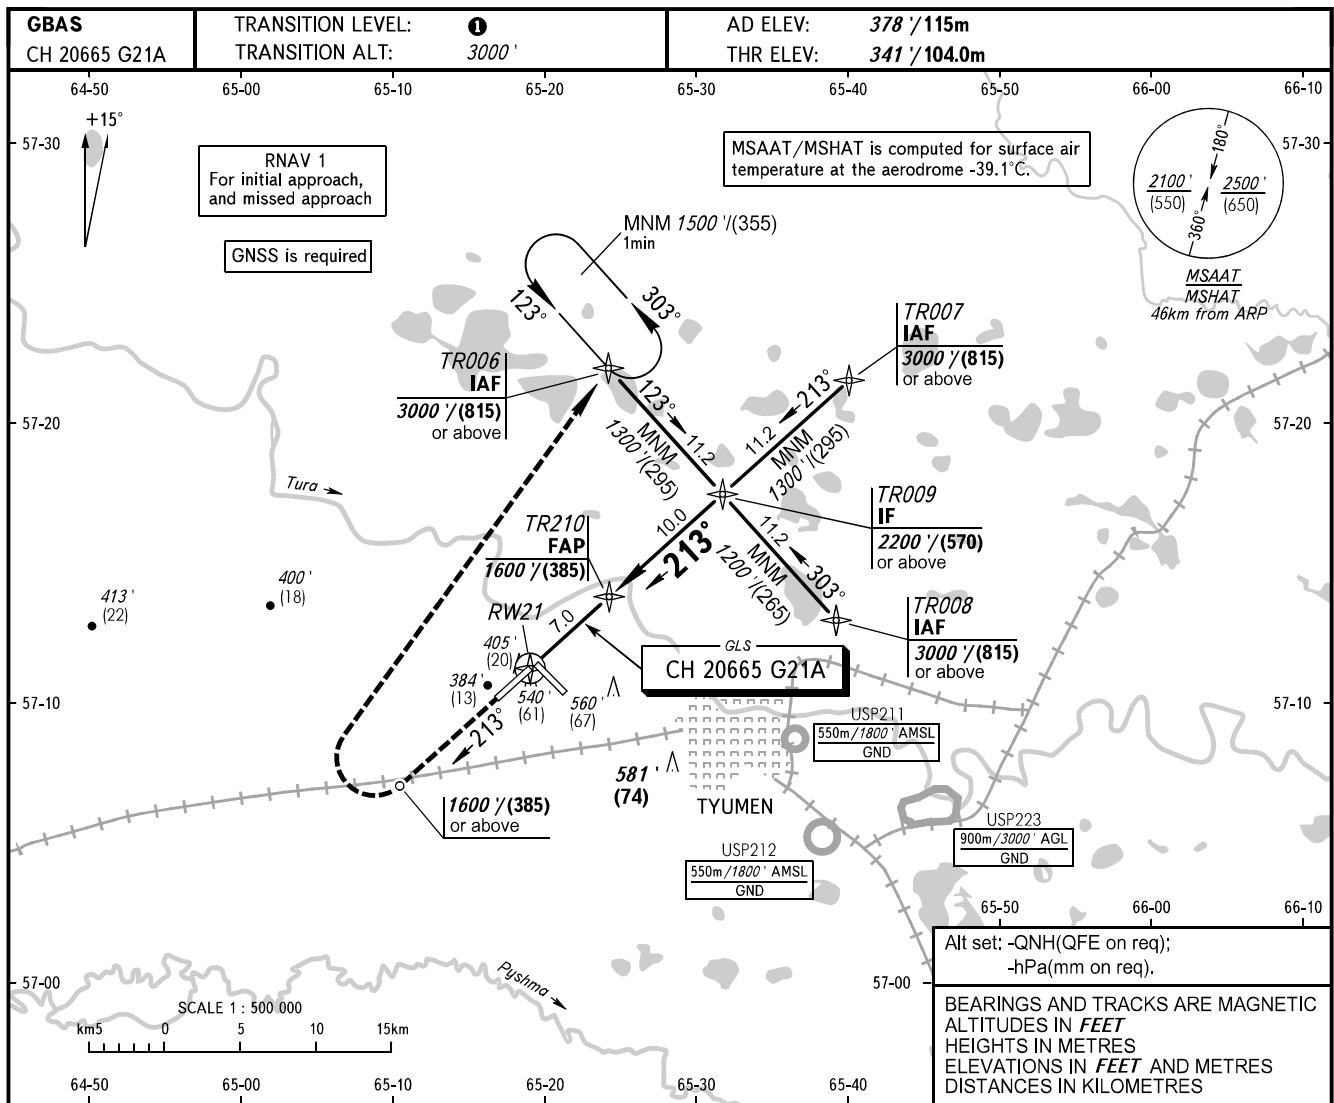 GBAS
CH 20665 G21A
TRANSITION LEVEL: ❶
TRANSITION ALT: 3000 '
AD ELEV: 378 '/115m
THR ELEV: 341 '/104.0m
64-50 65-00 65-10 65-20 65-30 65-40 66-00 66-10
+15°
57-30
57-30
RNAV 1
For initial approach,
and missed approach
GNSS is required
MSAAT/MSHAT is computed for surface air
temperature at the aerodrome -39.1°C.
180°
2100 '
(550)
2500 '
(650)
360°
MSAAT
MSHAT
46km from ARP
MNM 1500 '/(355)
1min
123°
303°
TR006
IAF
3000 '/(815)
or above
TR007
IAF
3000 '/(815)
or above
123°
11.2
MNM
1300 '/(295)
213°
11.2
MNM
1300 '/(295)
57-20
57-20
Tura
TR009
IF
2200 '/(570)
or above
TR210
FAP
1600 '/(385)
10.0
213°
11.2
MNM
1200 '/(265)
303°
TR008
IAF
3000 '/(815)
or above
413 '
(22)
400 '
(18)
RW21
7.0
405 '
(20)
384 '
(13)
540 '
(61)
560 '
(67)
GLS
CH 20665 G21A
57-10
57-10
213°
USP211
550m/1800 ' AMSL
GND
581 '
(74)
TYUMEN
1600 '/(385)
or above
USP212
550m/1800 ' AMSL
GND
USP223
900m/3000 ' AGL
GND
65-50 66-00 66-10
57-00
57-00
Pyshma
SCALE 1 : 500 000
km5 0 5 10 15km
Alt set: -QNH(QFE on req);
-hPa(mm on req).
BEARINGS AND TRACKS ARE MAGNETIC
ALTITUDES IN FEET
HEIGHTS IN METRES
ELEVATIONS IN FEET AND METRES
DISTANCES IN KILOMETRES
64-50 65-00 65-10 65-20 65-30 65-40